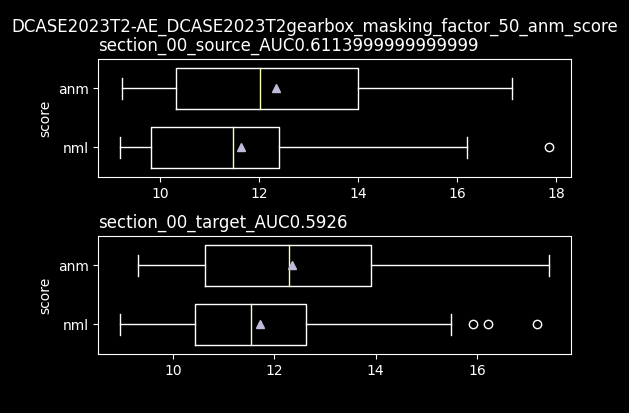 DCASE2023T2-AE_DCASE2023T2gearbox_masking_factor_50_anm_score
section_00_source_AUC0.6113999999999999
anm
nml
score
10 12 14 16 18
section_00_target_AUC0.5926
anm
nml
score
10 12 14 16